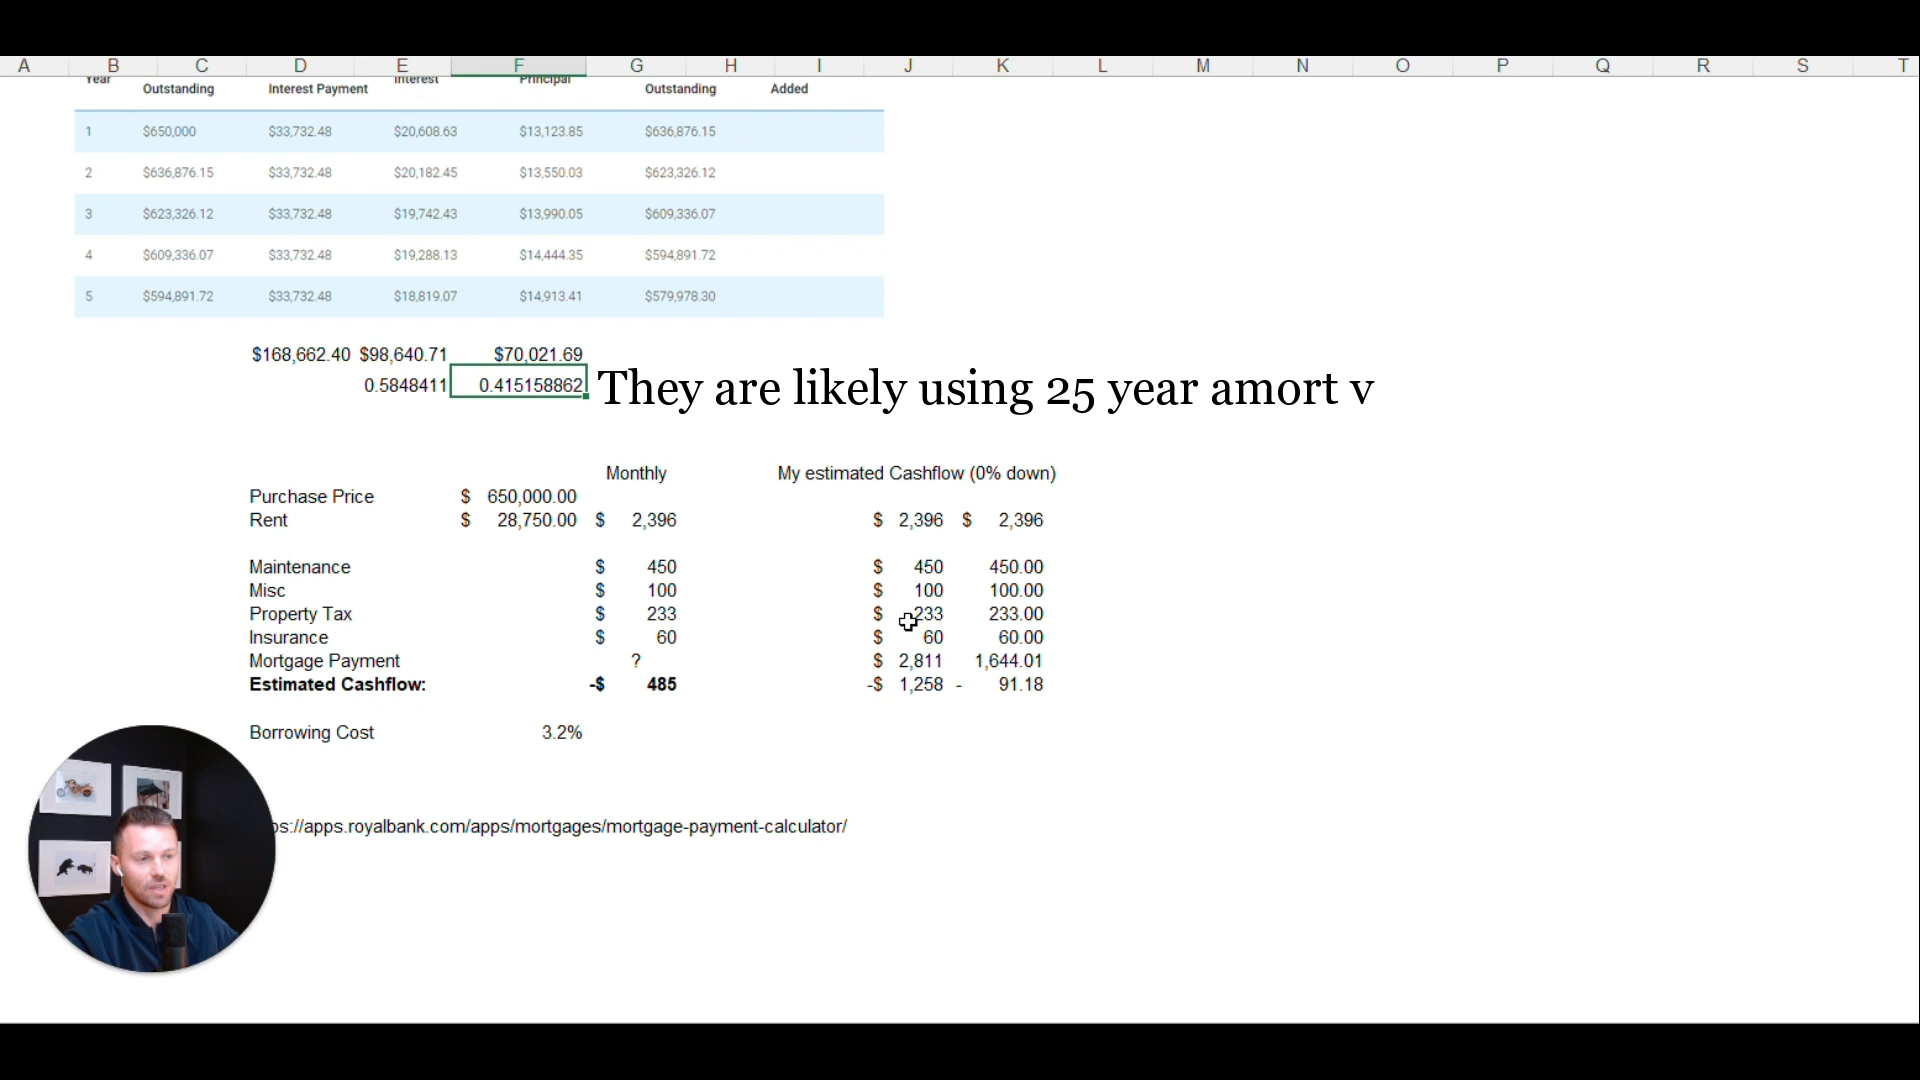 A B C D E F G H I J K L M N O P Q R S T
Year Interest Principal
Outstanding Interest Payment Outstanding Added
1 $650,000 $33,732.48 $20,608.63 $13,123.85 $636,876.15
2 $636,876.15 $33,732.48 $20,182.45 $13,550.03 $623,326.12
3 $623,326.12 $33,732.48 $19,742.43 $13,990.05 $609,336.07
4 $609,336.07 $33,732.48 $19,288.13 $14,444.35 $594,891.72
5 $594,891.72 $33,732.48 $18,819.07 $14,913.41 $579,978.30
$168,662.40 $98,640.71 $70,021.69
0.5848411 0.415158862 They are likely using 25 year amort v
Monthly My estimated Cashflow (0% down)
Purchase Price $ 650,000.00
Rent $ 28,750.00 $ 2,396 $ 2,396 $ 2,396
Maintenance $ 450 $ 450 450.00
Misc $ 100 $ 100 100.00
Property Tax $ 233 $ 233 233.00
Insurance $ 60 $ 60 60.00
Mortgage Payment ? $ 2,811 1,644.01
Estimated Cashflow: -$ 485 -$ 1,258 - 91.18
Borrowing Cost 3.2%
ps://apps.royalbank.com/apps/mortgages/mortgage-payment-calculator/